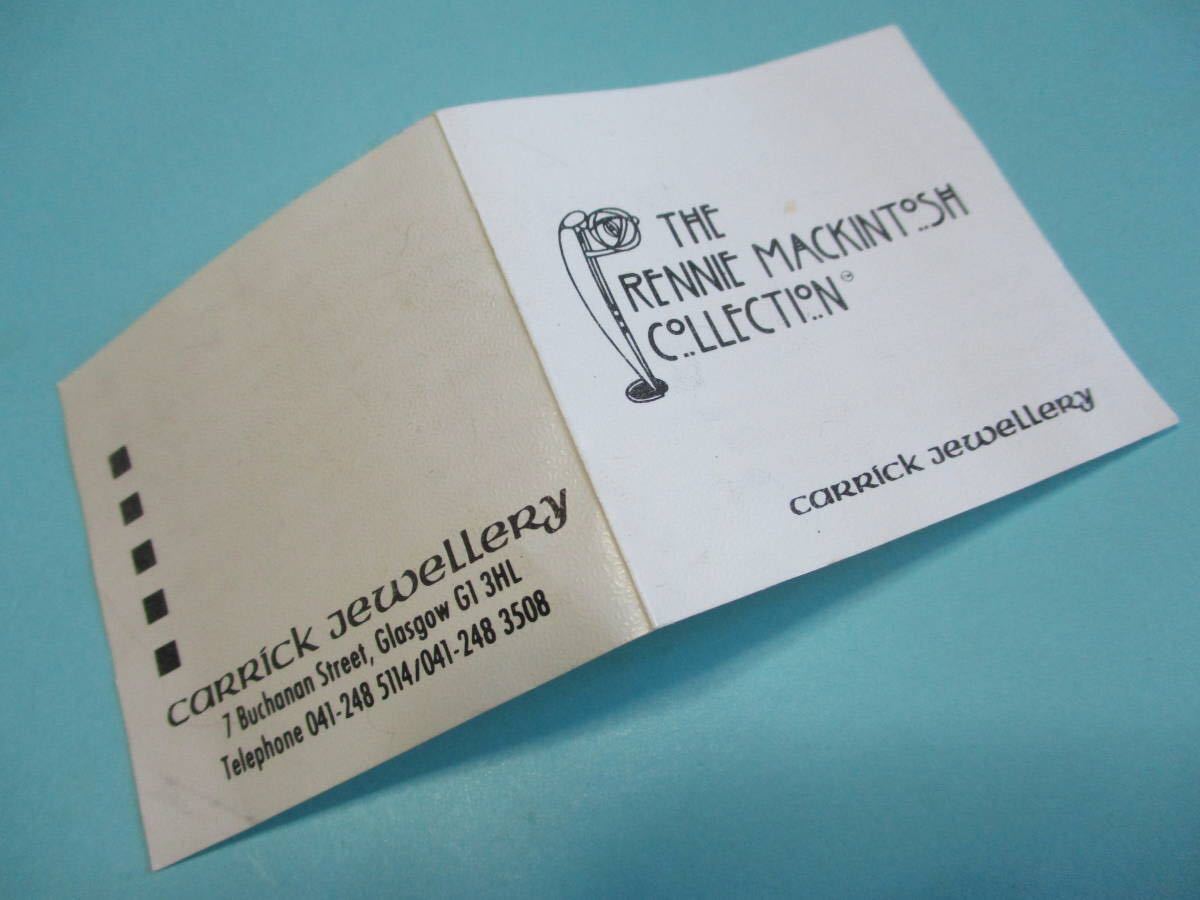 THE
RENNIE MACKINTOSH
COLLECTION
CARRICK JEWELLERY
CARRICK JEWELLERY
7 Buchanan Street, Glasgow G1 3HL
Telephone 041-248 5114/041-248 3508